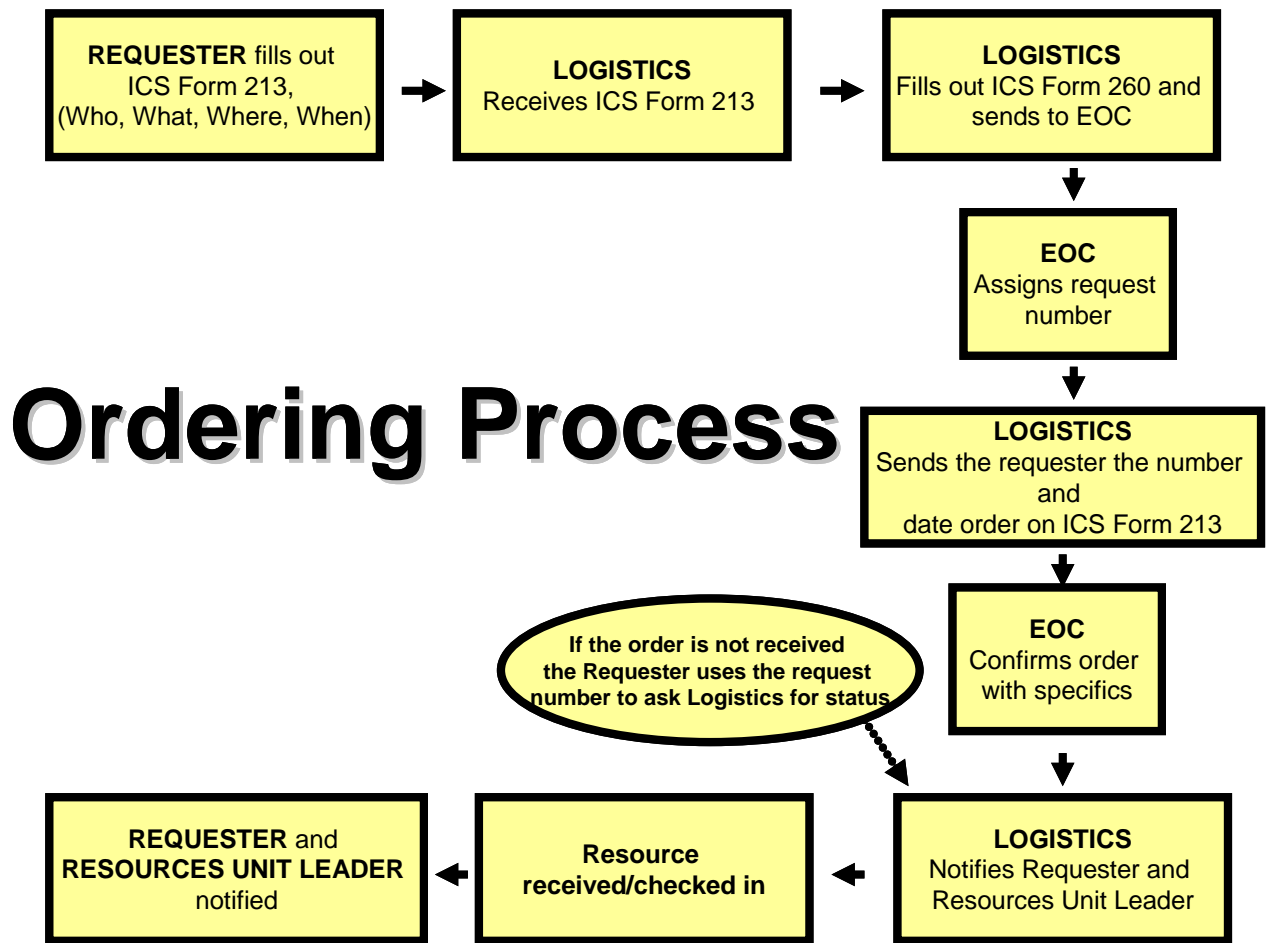 REQUESTER fills out
ICS Form 213,
(Who, What, Where, When)
LOGISTICS
Receives ICS Form 213
LOGISTICS
Fills out ICS Form 260 and
sends to EOC
EOC
Assigns request
number
Ordering Process
LOGISTICS
Sends the requester the number
and
date order on ICS Form 213
EOC
Confirms order
with specifics
If the order is not received
the Requester uses the request
number to ask Logistics for status
LOGISTICS
Notifies Requester and
Resources Unit Leader
Resource
received/checked in
REQUESTER and
RESOURCES UNIT LEADER
notified